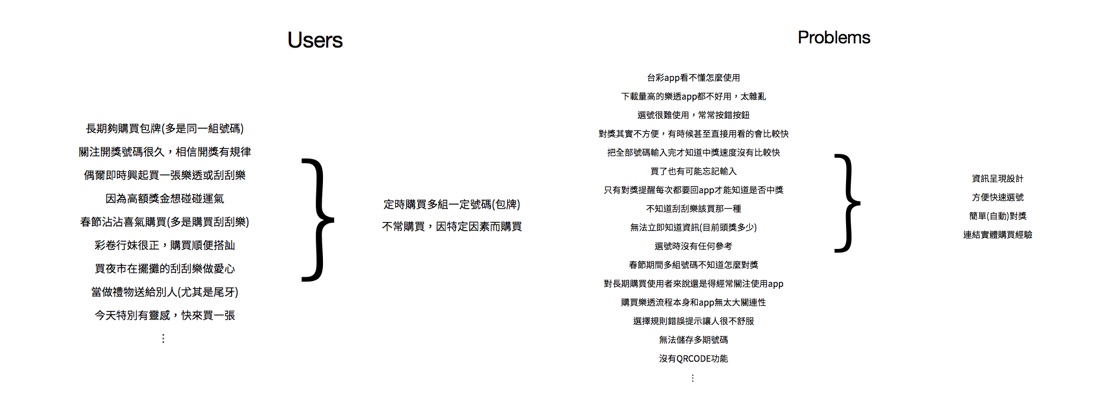 Users
長期夠購買包牌(多是同一組號碼)
關注開獎號碼很久，相信開獎有規律
偶爾即時興起買一張樂透或刮刮樂
因為高額獎金想碰碰運氣
春節沾沾喜氣購買(多是購買刮刮樂)
彩卷行妹很正，購買順便搭訕
買夜市在擺攤的刮刮樂做愛心
當做禮物送給別人(尤其是尾牙)
今天特別有靈感，快來買一張
⋮
定時購買多組一定號碼(包牌)
不常購買，因特定因素而購買
Problems
台彩app看不懂怎麼使用
下載量高的樂透app都不好用，太雜亂
選號很難使用，常常按錯按鈕
對獎其實不方便，有時候甚至直接用看的會比較快
把全部號碼輸入完才知道中獎速度沒有比較快
買了也有可能忘記輸入
只有對獎提醒每次都要回app才能知道是否中獎
不知道刮刮樂該買那一種
無法立即知道資訊(目前頭獎多少)
選號時沒有任何參考
春節期間多組號碼不知道怎麼對獎
對長期購買使用者來說還是得經常關注使用app
購買樂透流程本身和app無太大關連性
選擇規則錯誤提示讓人很不舒服
無法儲存多期號碼
沒有QRCODE功能
⋮
資訊呈現設計
方便快速選號
簡單(自動)對獎
連結實體購買經驗